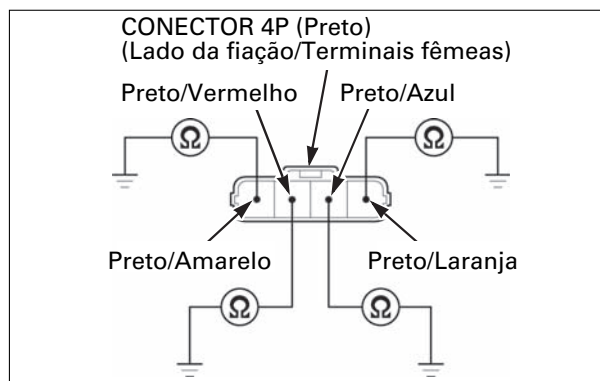 CONECTOR 4P (Preto)
(Lado da fiação/Terminais fêmeas)
Preto/Vermelho
Preto/Azul
Ω
Ω
Preto/Amarelo
Preto/Laranja
Ω
Ω